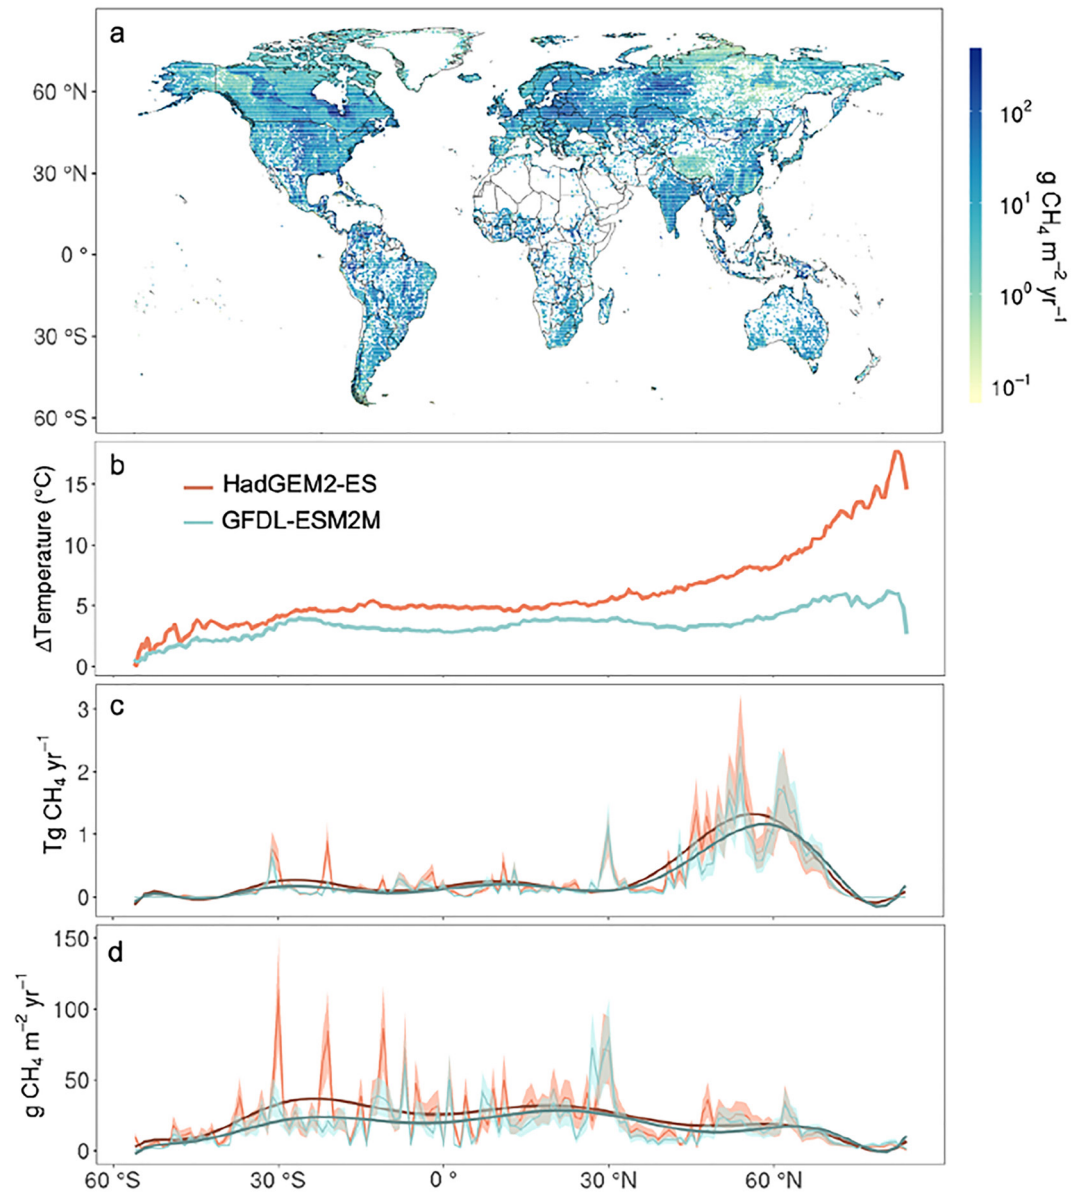 a
60 °N
30 °N
0 °
30 °S
60 °S
10²
10¹
10⁰
10⁻¹
g CH₄ m⁻² yr⁻¹
b
HadGEM2-ES
GFDL-ESM2M
ΔTemperature (°C)
15
10
5
0
c
Tg CH₄ yr⁻¹
3
2
1
0
d
g CH₄ m⁻² yr⁻¹
150
100
50
0
60 °S 30 °S 0 ° 30 °N 60 °N